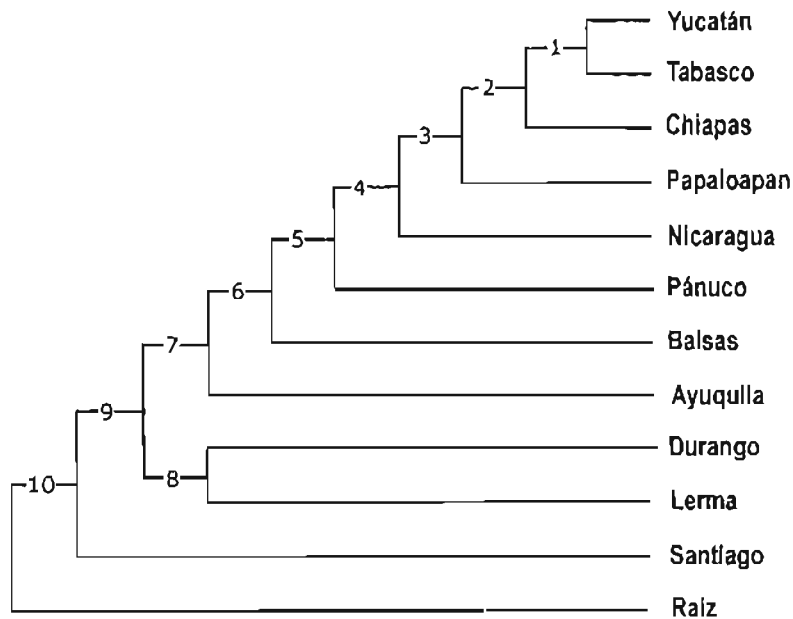 Yucatán
1
Tabasco
2
Chiapas
3
Papaloapan
4
Nicaragua
5
Pánuco
6
Balsas
7
Ayuqulla
9
Durango
8
10
Lerma
Santiago
Raíz